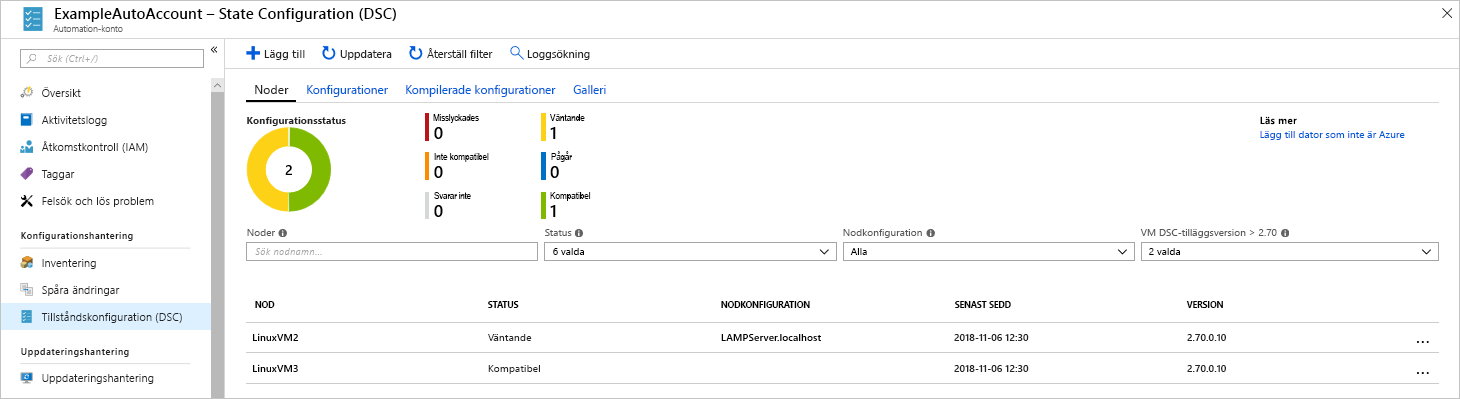 ExampleAutoAccount – State Configuration (DSC)
Automation-konto
Sök (Ctrl+/)
«
Översikt
Aktivitetslogg
Åtkomstkontroll (IAM)
Taggar
Felsök och lös problem
Konfigurationshantering
Inventering
Spåra ändringar
Tillståndskonfiguration (DSC)
Uppdateringshantering
Uppdateringshantering
Lägg till Uppdatera Återställ filter Loggsökning
Noder Konfigurationer Kompilerade konfigurationer Galleri
Konfigurationsstatus
2
Misslyckades
0
Väntande
1
Inte kompatibel
0
Pågår
0
Svarar inte
0
Kompatibel
1
Läs mer
Lägg till dator som inte är Azure
Noder Status Nodkonfiguration VM DSC-tilläggsversion > 2.70
Sök nodnamn... 6 valda Alla 2 valda
NOD STATUS NODKONFIGURATION SENAST SEDD VERSION
LinuxVM2 Väntande LAMPServer.localhost 2018-11-06 12:30 2.70.0.10 ...
LinuxVM3 Kompatibel 2018-11-06 12:30 2.70.0.10 ...